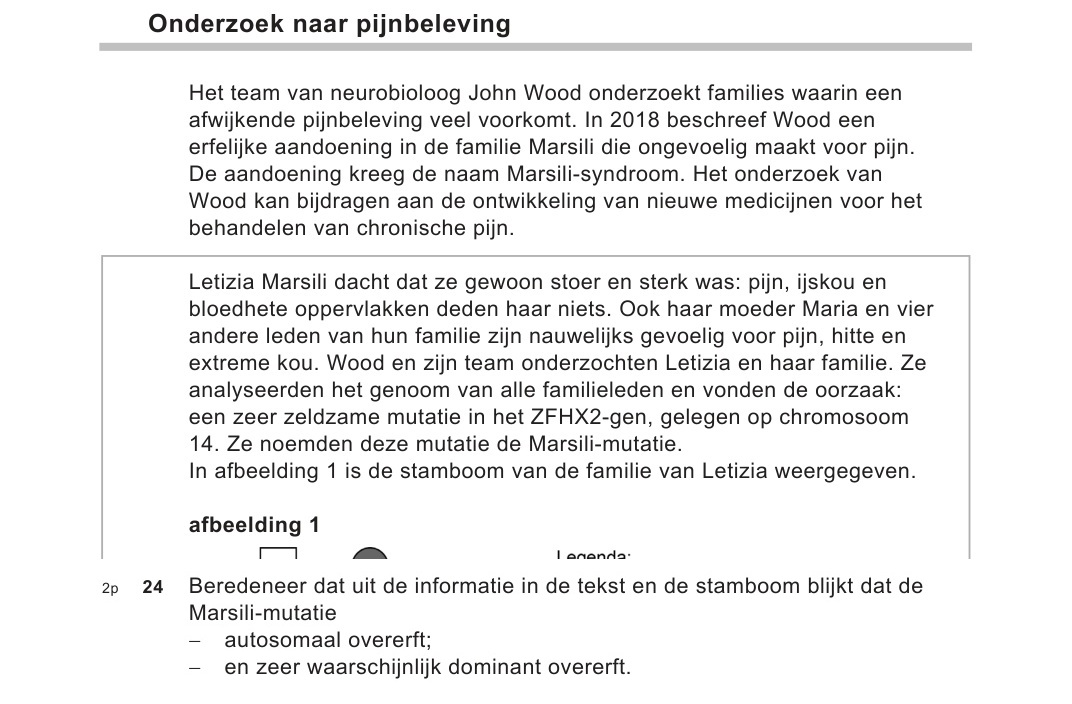 Onderzoek naar pijnbeleving
Het team van neurobioloog John Wood onderzoekt families waarin een
afwijkende pijnbeleving veel voorkomt. In 2018 beschreef Wood een
erfelijke aandoening in de familie Marsili die ongevoelig maakt voor pijn.
De aandoening kreeg de naam Marsili-syndroom. Het onderzoek van
Wood kan bijdragen aan de ontwikkeling van nieuwe medicijnen voor het
behandelen van chronische pijn.
Letizia Marsili dacht dat ze gewoon stoer en sterk was: pijn, ijskou en
bloedhete oppervlakken deden haar niets. Ook haar moeder Maria en vier
andere leden van hun familie zijn nauwelijks gevoelig voor pijn, hitte en
extreme kou. Wood en zijn team onderzochten Letizia en haar familie. Ze
analyseerden het genoom van alle familieleden en vonden de oorzaak:
een zeer zeldzame mutatie in het ZFHX2-gen, gelegen op chromosoom
14. Ze noemden deze mutatie de Marsili-mutatie.
In afbeelding 1 is de stamboom van de familie van Letizia weergegeven.
afbeelding 1
Legenda:
2p 24 Beredeneer dat uit de informatie in de tekst en de stamboom blijkt dat de
Marsili-mutatie
– autosomaal overerft;
– en zeer waarschijnlijk dominant overerft.